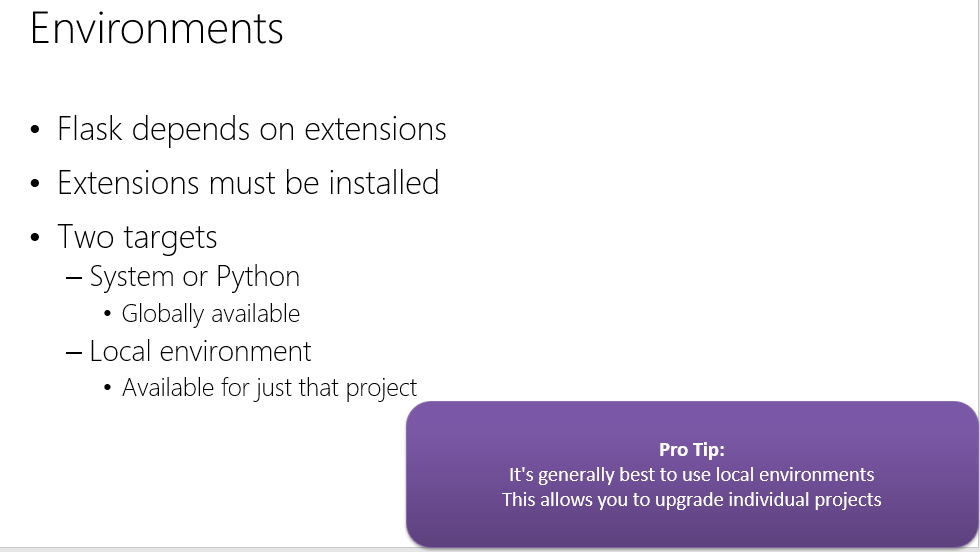 Environments
• Flask depends on extensions
• Extensions must be installed
• Two targets
– System or Python
• Globally available
– Local environment
• Available for just that project
Pro Tip:
It's generally best to use local environments
This allows you to upgrade individual projects